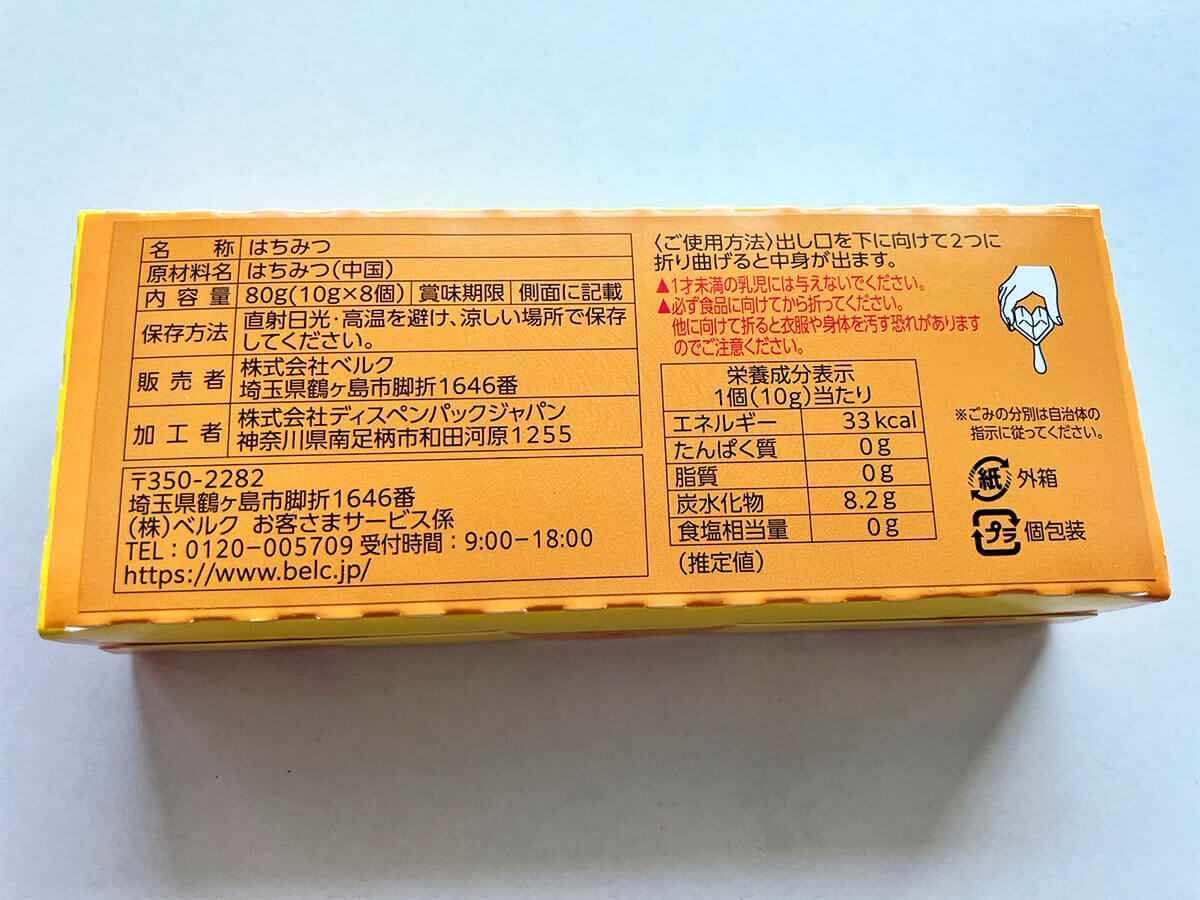 名称 はちみつ
原材料名 はちみつ(中国)
内容量 80g(10g×8個) 賞味期限 側面に記載
保存方法 直射日光・高温を避け、涼しい場所で保存
してください。
販売者 株式会社ベルク
埼玉県鶴ヶ島市脚折1646番
加工者 株式会社ディスペンパックジャパン
神奈川県南足柄市和田河原1255
〒350-2282
埼玉県鶴ヶ島市脚折1646番
(株)ベルク お客さまサービス係
TEL:0120-005709 受付時間:9:00-18:00
https://www.belc.jp/
〈ご使用方法〉出し口を下に向けて2つに
折り曲げると中身が出ます。
▲1才未満の乳児には与えないでください。
▲必ず食品に向けてから折ってください。
他に向けて折ると衣服や身体を汚す恐れがあります
のでご注意ください。
栄養成分表示
1個(10g)当たり
エネルギー 33kcal
たんぱく質 0g
脂質 0g
炭水化物 8.2g
食塩相当量 0g
(推定値)
※ごみの分別は自治体の
指示に従ってください。
紙 外箱
プラ 個包装